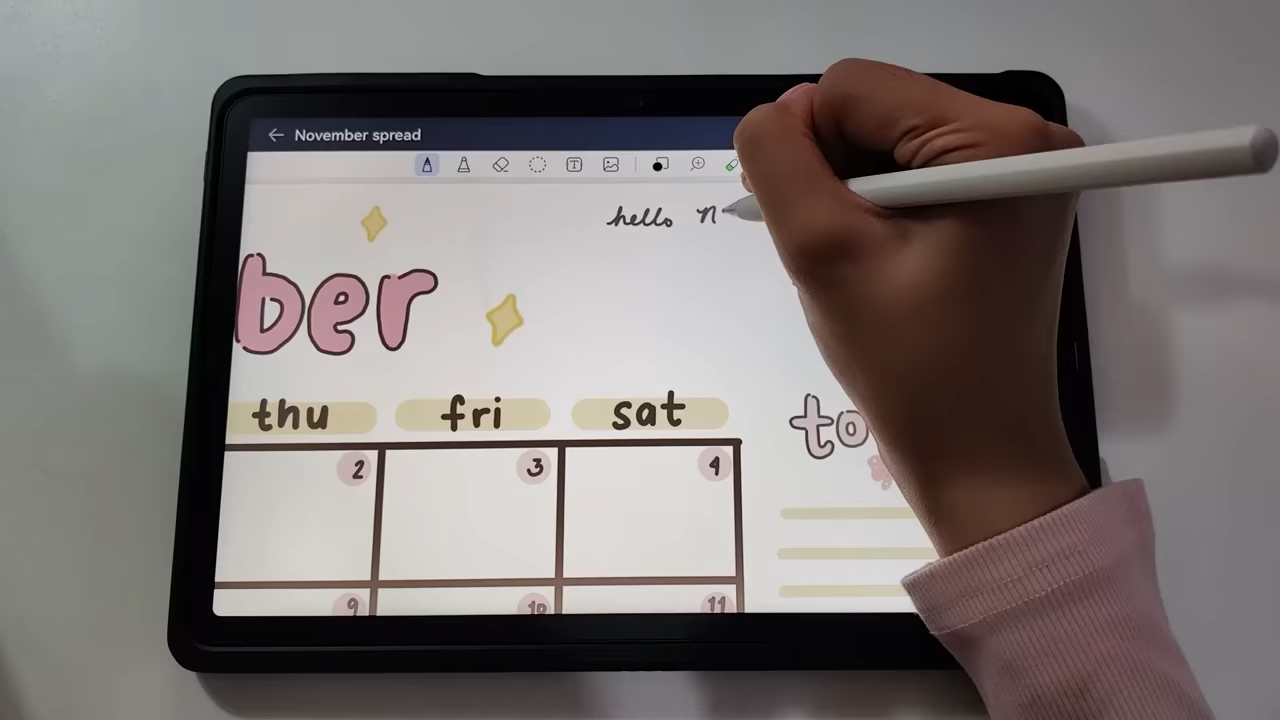 November spread
hello n
ber
thu fri sat
to
2 3 4
9 10 11